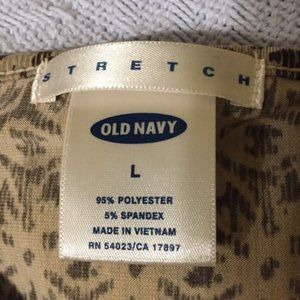 STRETCH
OLD NAVY
L
95% POLYESTER
5% SPANDEX
MADE IN VIETNAM
RN 54023/CA 17897